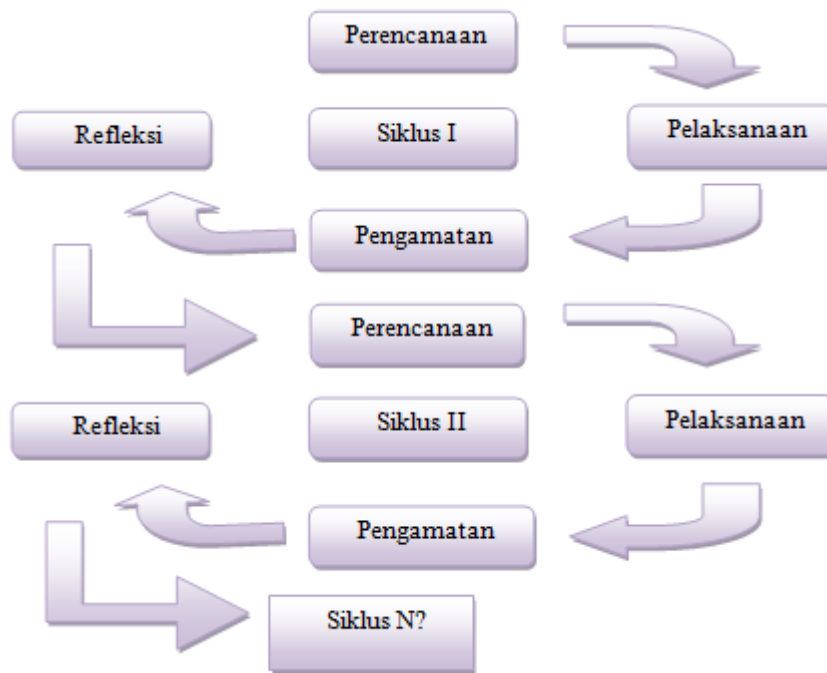 Perencanaan
Refleksi
Siklus I
Pelaksanaan
Pengamatan
Perencanaan
Refleksi
Siklus II
Pelaksanaan
Pengamatan
Siklus N?